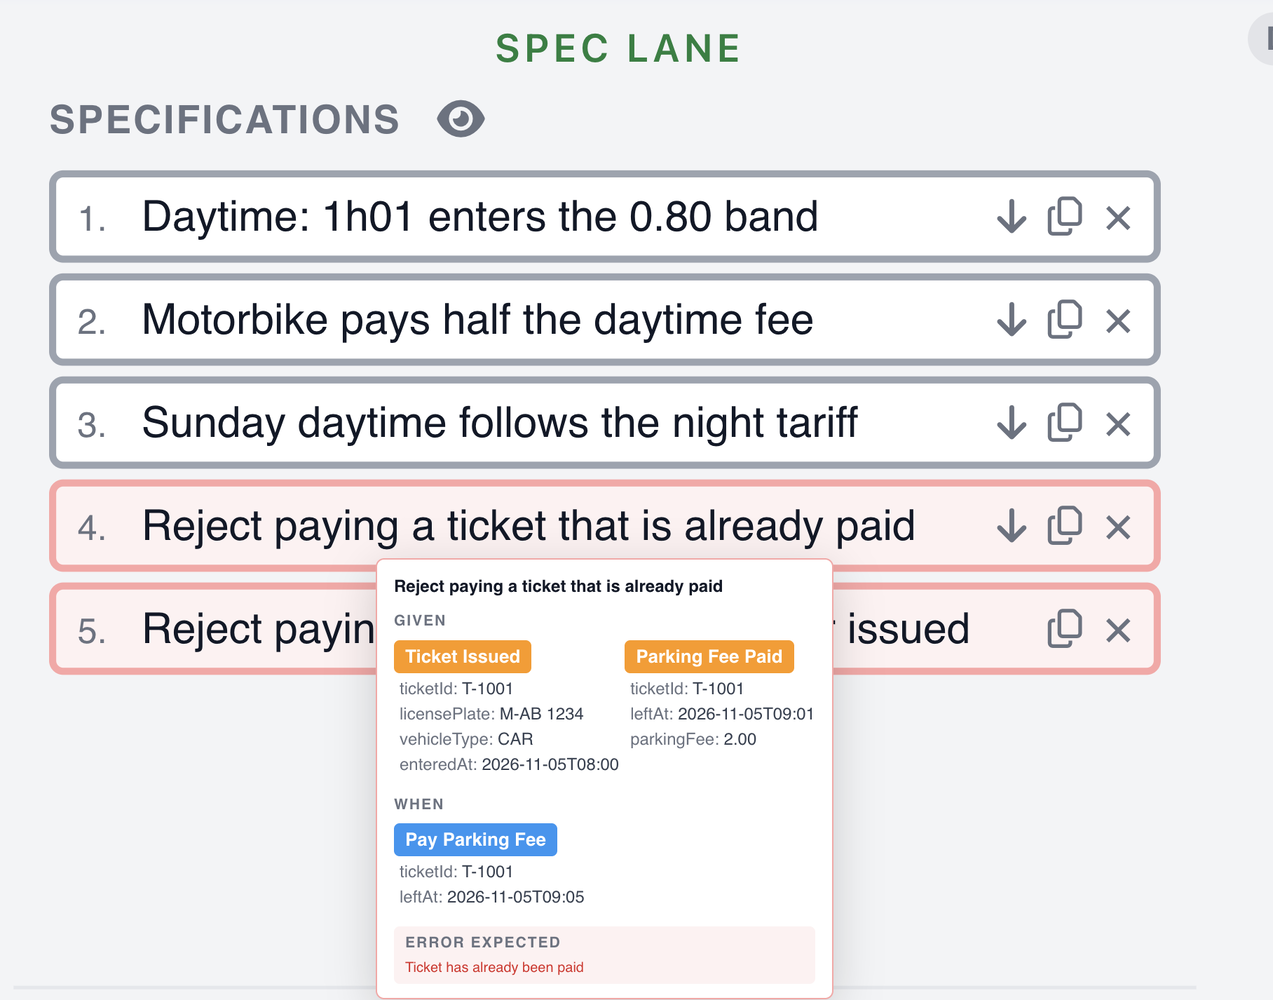 SPEC LANE
SPECIFICATIONS
1. Daytime: 1h01 enters the 0.80 band
2. Motorbike pays half the daytime fee
3. Sunday daytime follows the night tariff
4. Reject paying a ticket that is already paid
5. Reject issued
Reject paying a ticket that is already paid
GIVEN
Ticket Issued Parking Fee Paid
ticketId: T-1001 ticketId: T-1001
licensePlate: M-AB 1234 leftAt: 2026-11-05T09:01
vehicleType: CAR parkingFee: 2.00
enteredAt: 2026-11-05T08:00
WHEN
Pay Parking Fee
ticketId: T-1001
leftAt: 2026-11-05T09:05
ERROR EXPECTED
Ticket has already been paid